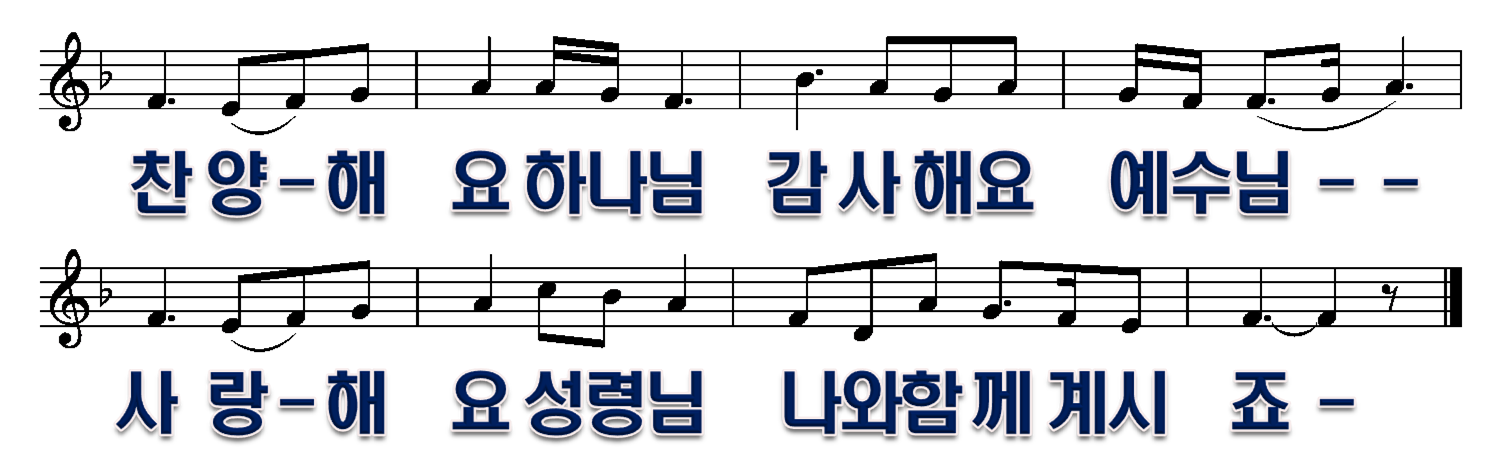 찬 양 - 해 요 하나님 감 사 해요 예수님 - -
사 랑 - 해 요 성령님 나와함께 계시 죠 -